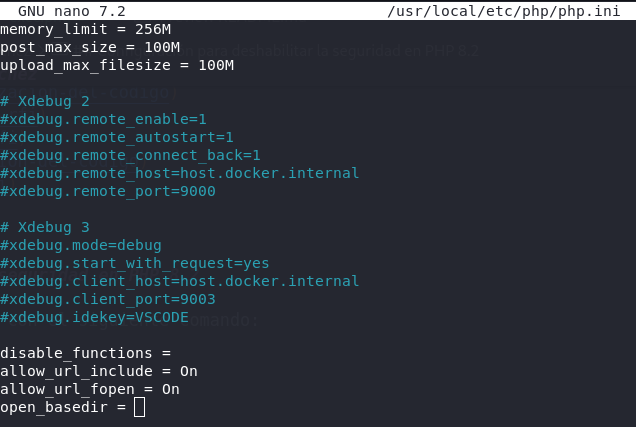 GNU nano 7.2 /usr/local/etc/php/php.ini
memory_limit = 256M
post_max_size = 100M
upload_max_filesize = 100M
# Xdebug 2
#xdebug.remote_enable=1
#xdebug.remote_autostart=1
#xdebug.remote_connect_back=1
#xdebug.remote_host=host.docker.internal
#xdebug.remote_port=9000
# Xdebug 3
#xdebug.mode=debug
#xdebug.start_with_request=yes
#xdebug.client_host=host.docker.internal
#xdebug.client_port=9003
#xdebug.idekey=VSCODE
disable_functions =
allow_url_include = On
allow_url_fopen = On
open_basedir =